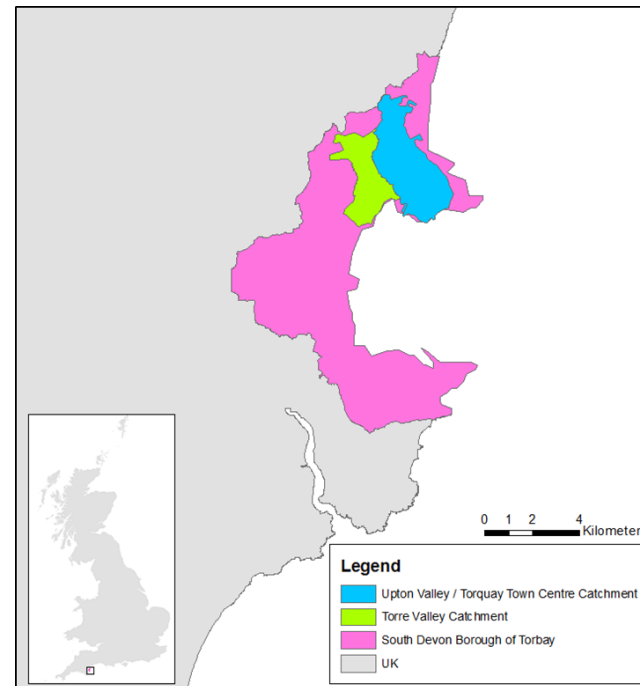 0 1 2 4
Kilometer
Legend
Upton Valley / Torquay Town Centre Catchment
Torre Valley Catchment
South Devon Borough of Torbay
UK